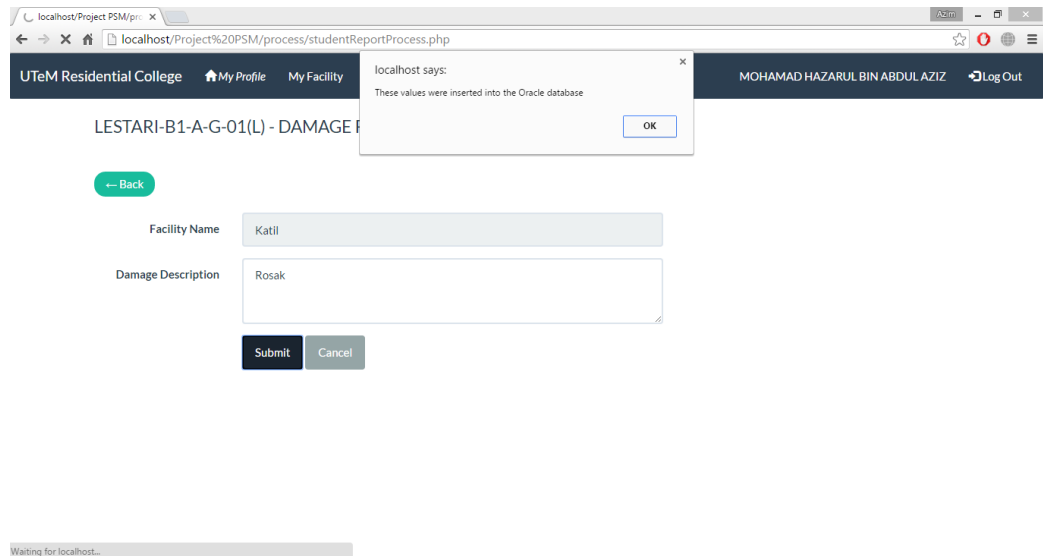 localhost/Project PSM/pro
Azim
localhost/Project%20PSM/process/studentReportProcess.php
UTeM Residential College My Profile My Facility MOHAMAD HAZARUL BIN ABDUL AZIZ Log Out
localhost says:
These values were inserted into the Oracle database
OK
LESTARI-B1-A-G-01(L) - DAMAGE
← Back
Facility Name Katil
Damage Description Rosak
Submit Cancel
Waiting for localhost...